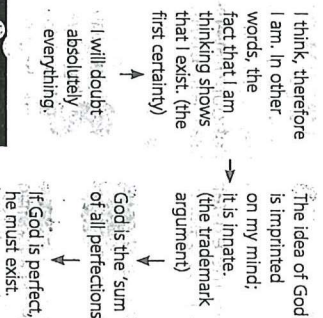 I think, therefore
I am. In other
words, the
fact that I am
thinking shows
that I exist. (the
first certainty)
I will doubt
absolutely
everything.
The idea of God
is imprinted
on my mind;
it is innate.
(the trademark
argument)
God is the 'sum
of all perfections
If God is perfect,
he must exist.